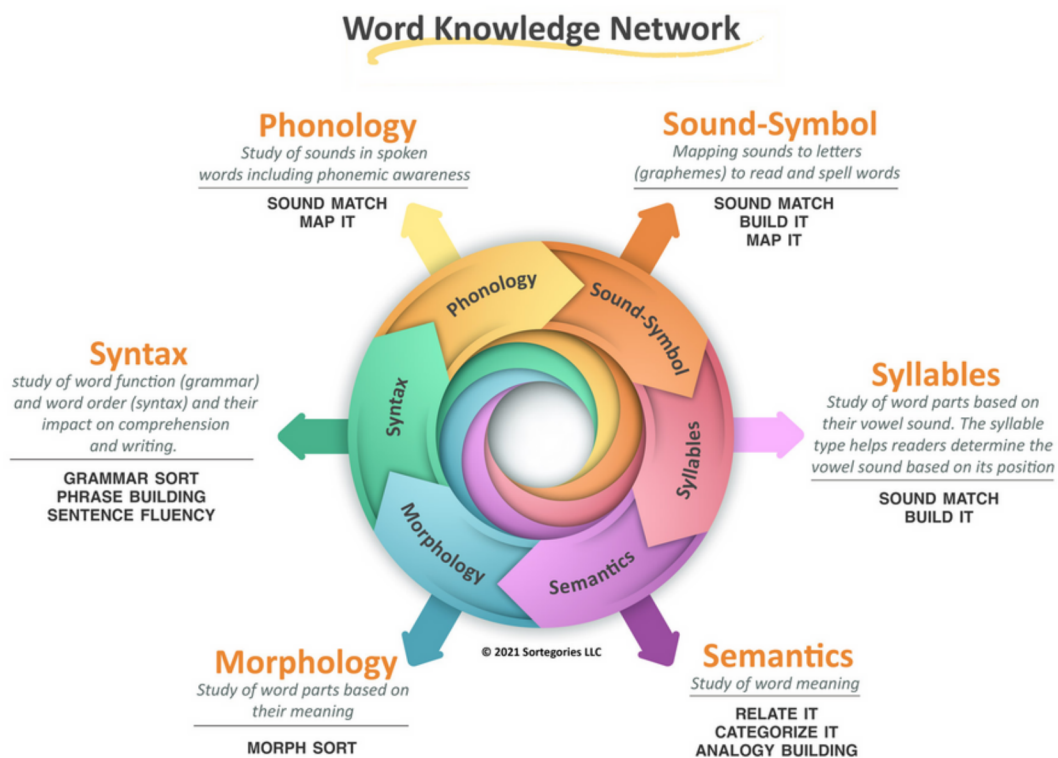 Word Knowledge Network
Phonology
Study of sounds in spoken
words including phonemic awareness
SOUND MATCH
MAP IT
Sound-Symbol
Mapping sounds to letters
(graphemes) to read and spell words
SOUND MATCH
BUILD IT
MAP IT
Syntax
study of word function (grammar)
and word order (syntax) and their
impact on comprehension
and writing.
GRAMMAR SORT
PHRASE BUILDING
SENTENCE FLUENCY
Phonology
Sound-Symbol
Syntax
Syllables
Morphology
Semantics
Syllables
Study of word parts based on
their vowel sound. The syllable
type helps readers determine the
vowel sound based on its position
SOUND MATCH
BUILD IT
© 2021 Sortegories LLC
Morphology
Study of word parts based on
their meaning
MORPH SORT
Semantics
Study of word meaning
RELATE IT
CATEGORIZE IT
ANALOGY BUILDING